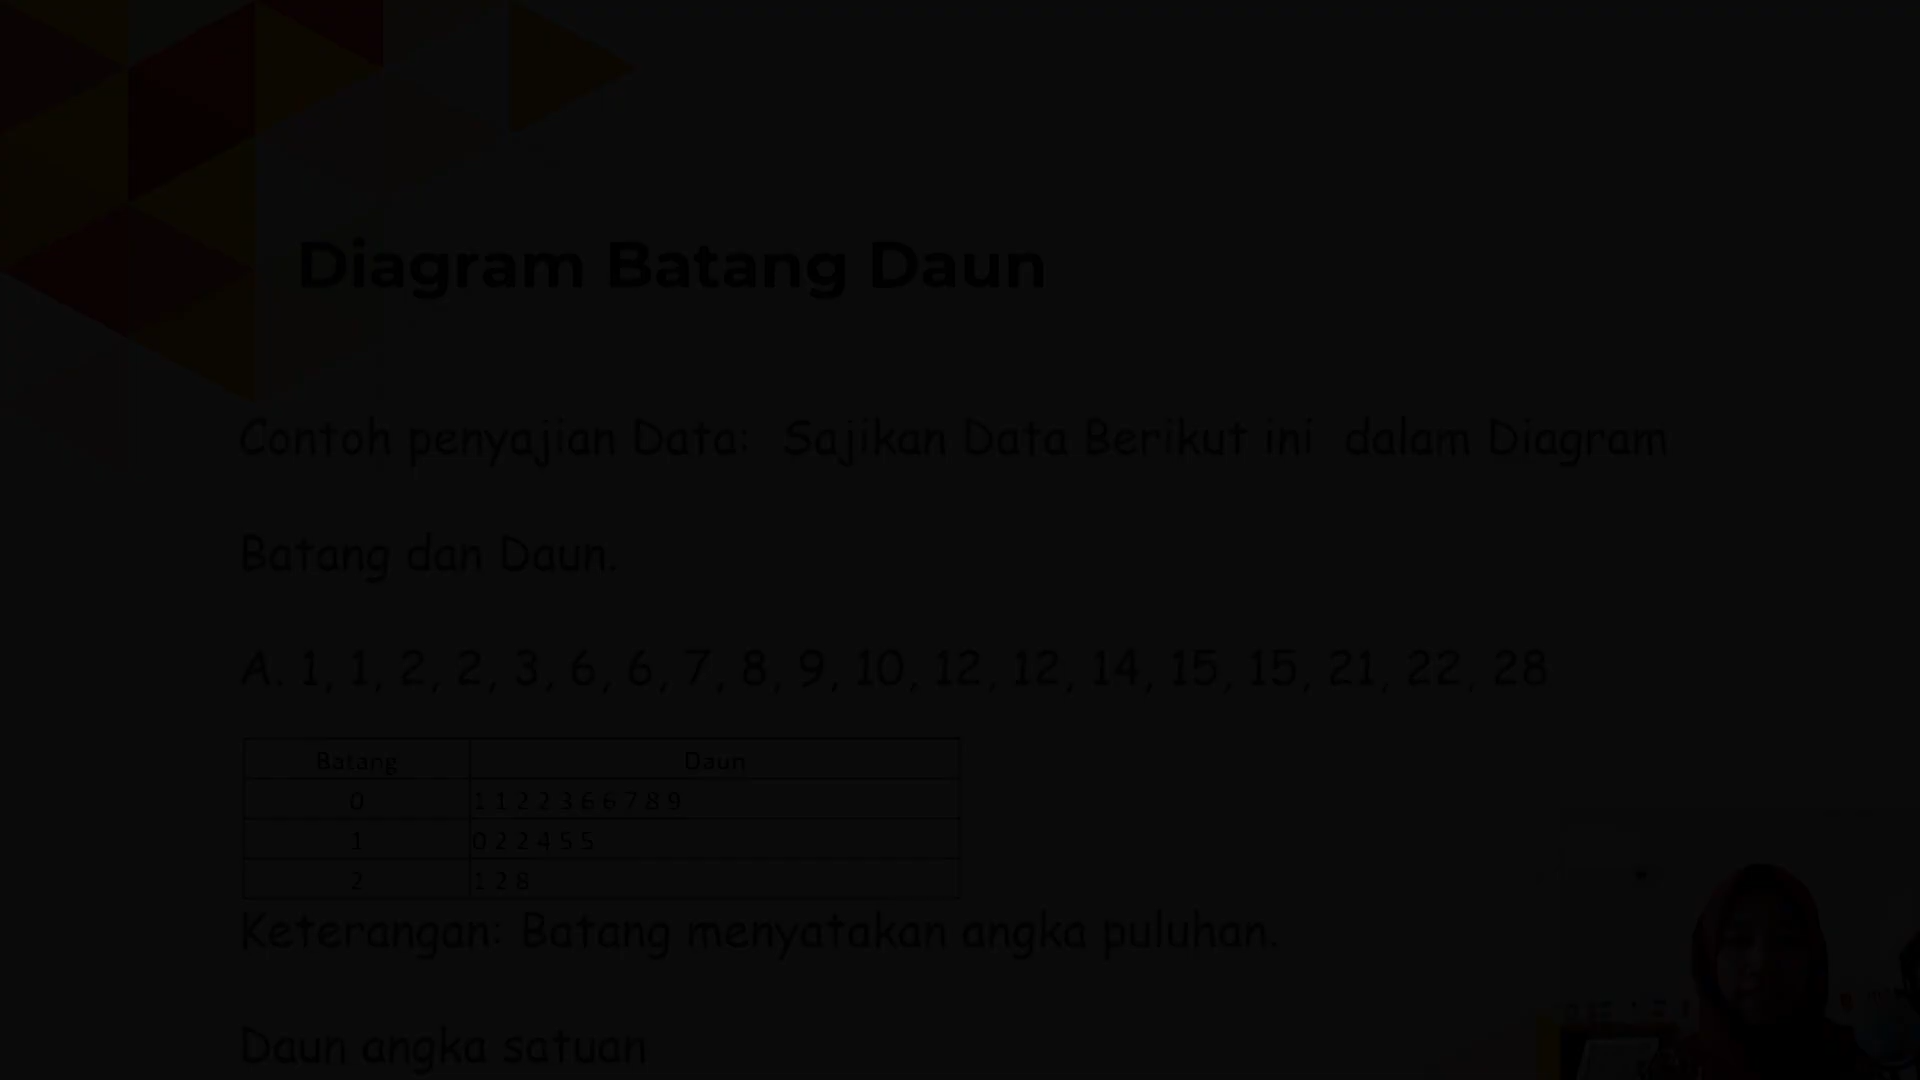 Diagram Batang Daun
Contoh penyajian Data: Sajikan Data Berikut ini dalam Diagram
Batang dan Daun.
A. 1, 1, 2, 2, 3, 6, 6, 7, 8, 9, 10, 12, 12, 14, 15, 15, 21, 22, 28
Batang Daun
0 1 1 2 2 3 6 6 7 8 9
1 0 2 2 4 5 5
2 1 2 8
Keterangan: Batang menyatakan angka puluhan.
Daun angka satuan